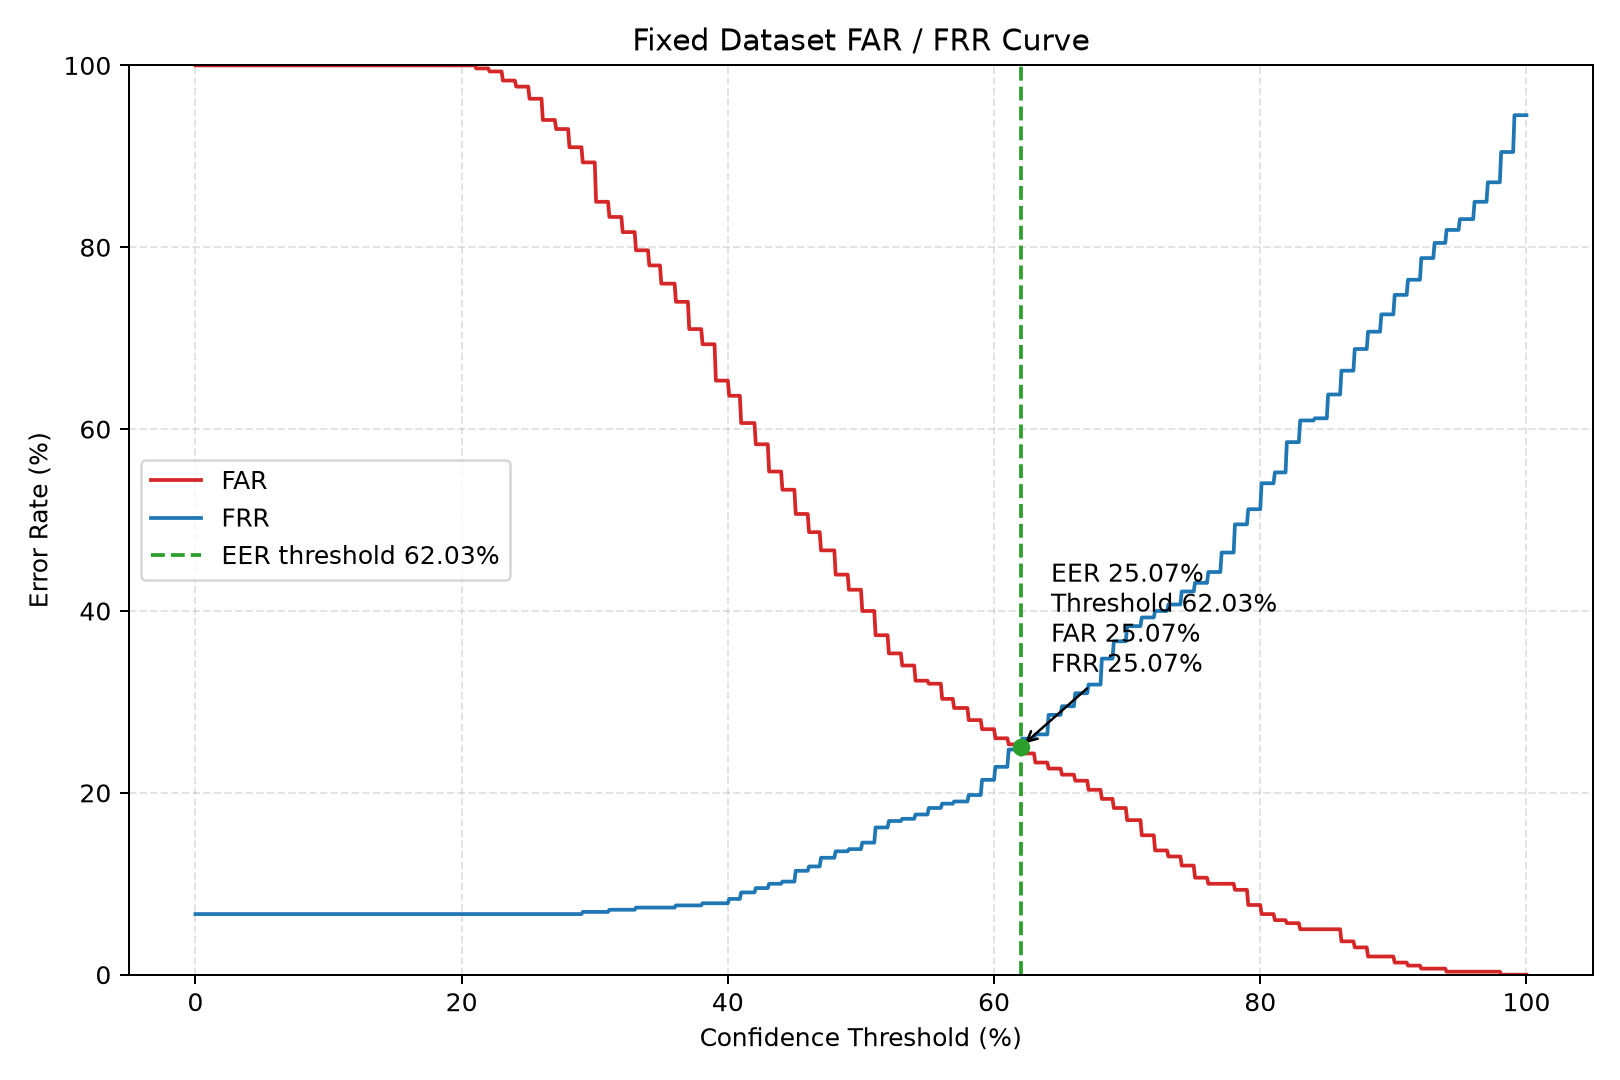 Fixed Dataset FAR / FRR Curve
100
80
60
40
20
0
Error Rate (%)
FAR
FRR
EER threshold 62.03%
EER 25.07%
Threshold 62.03%
FAR 25.07%
FRR 25.07%
0
20
40
60
80
100
Confidence Threshold (%)